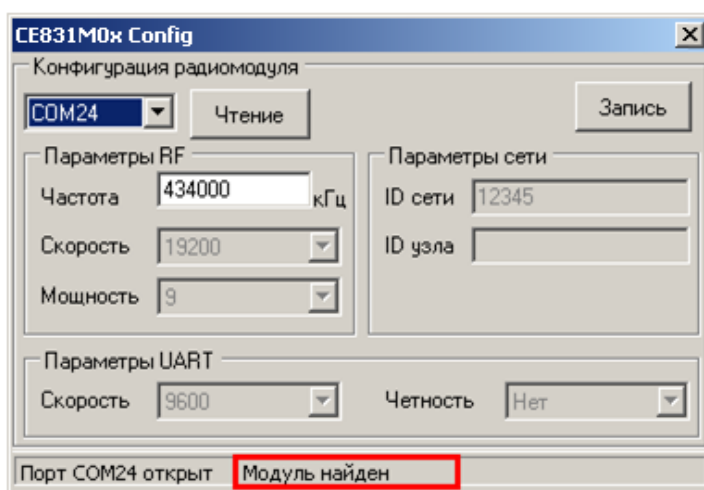 CE831M0x Config
Конфигурация радиомодуля
COM24 Чтение Запись
Параметры RF Параметры сети
Частота 434000 кГц ID сети 12345
Скорость 19200 ID узла
Мощность 9
Параметры UART
Скорость 9600 Четность Нет
Порт COM24 открыт Модуль найден